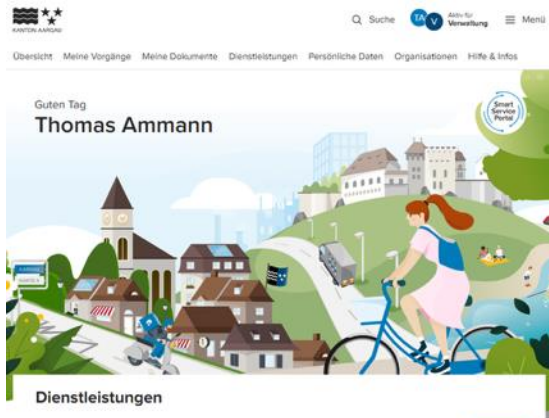 KANTON AARGAU
Suche
TA V
Aktiv für
Verwaltung
Menü
Übersicht Meine Vorgänge Meine Dokumente Dienstleistungen Persönliche Daten Organisationen Hilfe & Infos
Guten Tag
Thomas Ammann
Smart
Service
Portal
Dienstleistungen